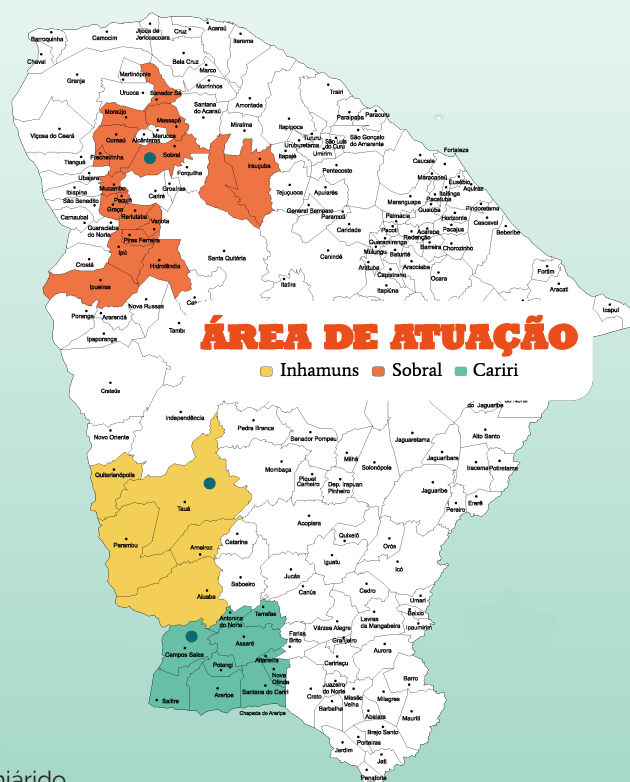 Acaraú
Jijoca de
Jericoacoara
Cruz
Barroquinha
Camocim
Itarema
Chaval
Bela Cruz
Marco
Martinópole
Granja
Morrinhos
Uruoca
Senador Sá
Santana
do Acaraú
Amontada
Trairi
Moraújo
Massapê
Paraipaba
Paracuru
Miraíma
Itapipoca
Viçosa do Ceará
Coreaú
Alcântaras
Meruoca
Tururu
Uruburetama
São Luís
do Curu
São Gonçalo
do Amarante
Umirim
Fortaleza
Tianguá
Frecheirinha
Sobral
Irauçuba
Itapajé
Caucaia
Ubajara
Forquilha
Pentecoste
Maracanaú
Eusébio
Aquiraz
Ibiapina
Mucambo
Groaíras
Tejuçuoca
Apuiarés
Itaitinga
Pacatuba
São Benedito
Pacujá
Cariré
Maranguape
Guaiúba
Pindoretama
Graça
General Sampaio
Horizonte
Carnaubal
Reriutaba
Varjota
Paramoti
Palmácia
Cascavel
Guaraciaba
do Norte
Caridade
Pacoti
Acarape
Pacajus
Beberibe
Redenção
Pires Ferreira
Guaramiranga
Barreira
Chorozinho
Ipú
Mulungu
Baturité
Santa Quitéria
Canindé
Croatá
Hidrolândia
Aratuba
Aracoiaba
Capistrano
Ocara
Fortim
Itatira
Itapiúna
Aracati
Ipueiras
Nova Russas
Cat
Icapuí
Poranga
Ararendá
Tambo
Ipaporanga
ÁREA DE ATUAÇÃO
Inhamuns
Sobral
Cariri
Crateús
do Jaguaribe
Independência
Pedra Branca
Novo Oriente
Senador Pompeu
Jaguaretama
Alto Santo
Milhã
Jaguaribara
Quiterianópolis
Mombaça
Solonópole
Iracema
Potiretama
Piquet
Carneiro
Dep. Irapuan
Pinheiro
Jaguaribe
Tauá
Pereiro
Ererê
Acopiara
Parambu
Catarina
Quixelô
Arneiroz
Orós
Iguatu
Icó
Saboeiro
Jucás
Cedro
Aiuaba
Cariús
Umari
Tarrafas
Baixio
Antonina
do Norte
Lavras
da Mangabeira
Ipaumirim
Várzea Alegre
Farias
Brito
Assaré
Granjeiro
Campos Sales
Aurora
Altaneira
Caririaçu
Potengi
Nova
Olinda
Barro
Juazeiro
do Norte
Santana do Cariri
Crato
Missão
Velha
Milagres
Araripe
Salitre
Barbalha
Abaiara
Mauriti
Chapada do Araripe
Brejo Santo
Porteiras
Jardim
Jati
Penaforte
niárido